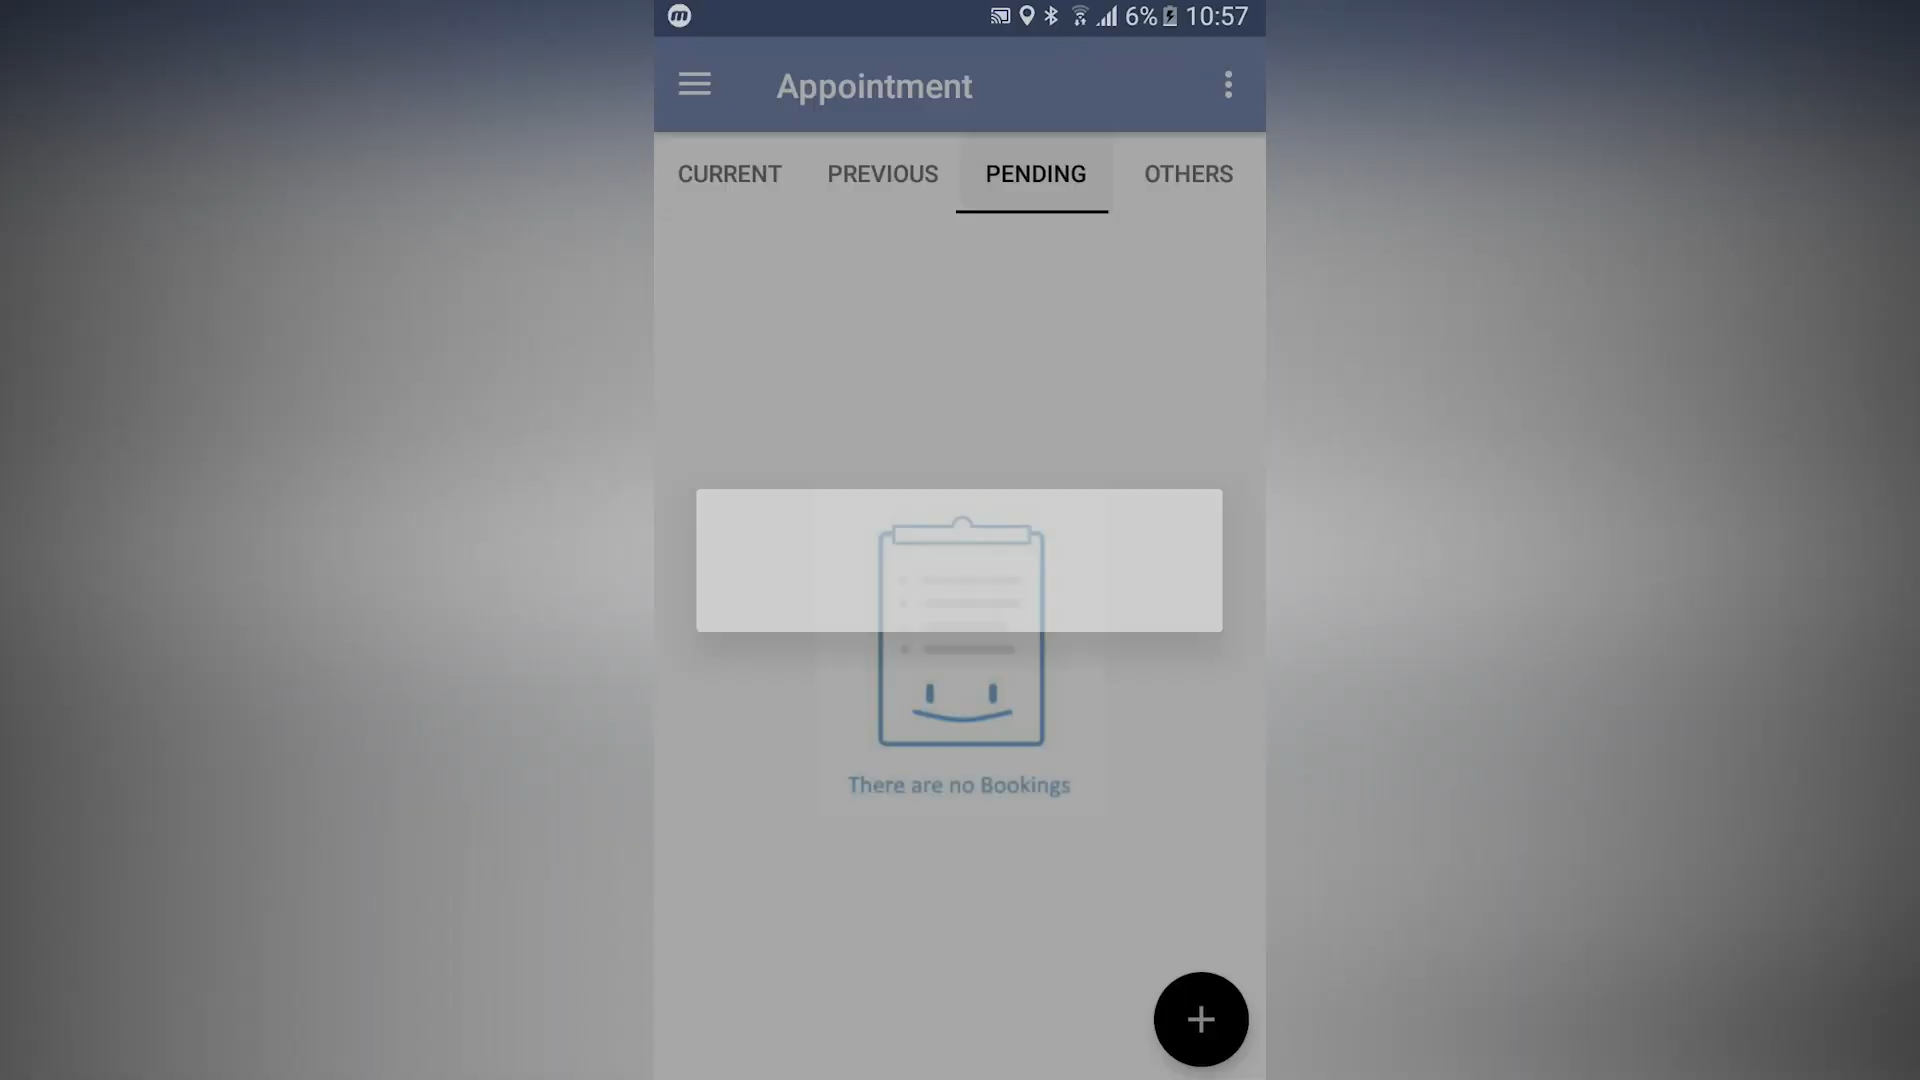 6% 10:57
Appointment
CURRENT PREVIOUS PENDING OTHERS
There are no Bookings